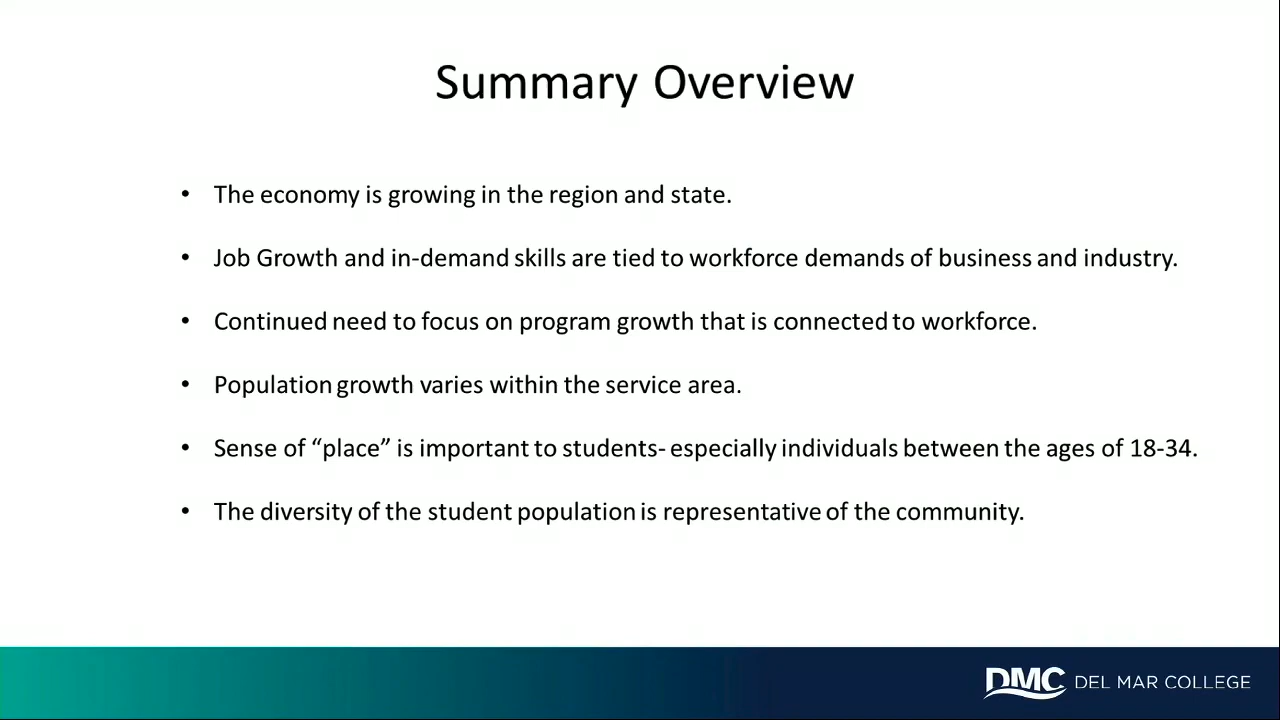 Summary Overview
• The economy is growing in the region and state.
• Job Growth and in-demand skills are tied to workforce demands of business and industry.
• Continued need to focus on program growth that is connected to workforce.
• Population growth varies within the service area.
• Sense of “place” is important to students- especially individuals between the ages of 18-34.
• The diversity of the student population is representative of the community.
DMC DEL MAR COLLEGE